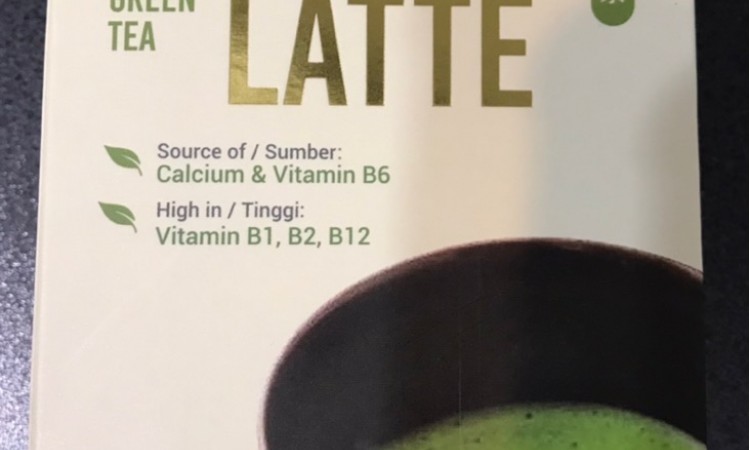 GREEN
TEA
LATTE
Source of / Sumber:
Calcium & Vitamin B6
High in / Tinggi:
Vitamin B1, B2, B12